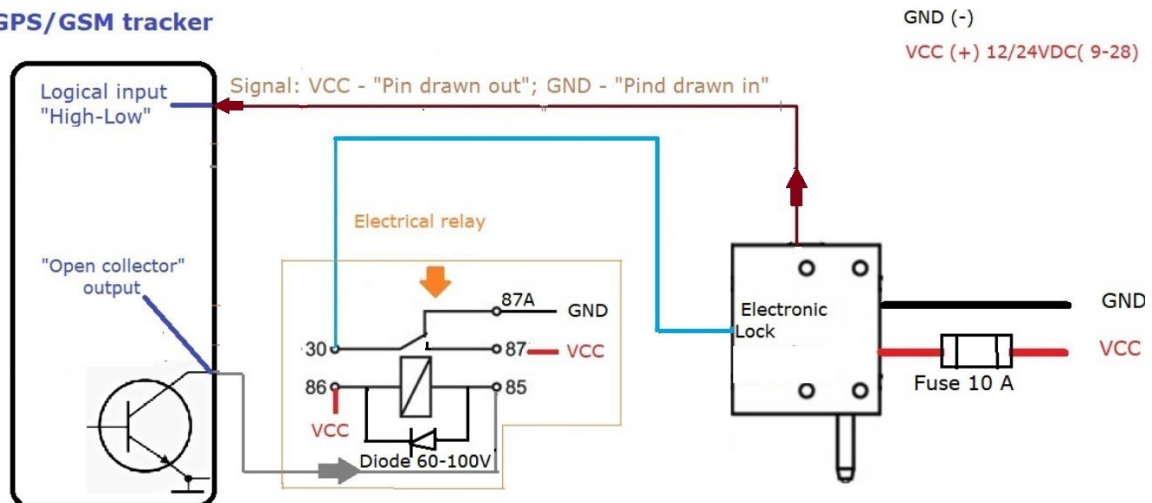 GPS/GSM tracker
GND (-)
VCC (+) 12/24VDC( 9-28)
Logical input
"High-Low"
Signal: VCC - "Pin drawn out"; GND - "Pind drawn in"
Electrical relay
"Open collector"
output
87A
GND
30
87
VCC
86
85
VCC
Diode 60-100V
Electronic
Lock
GND
VCC
Fuse 10 A